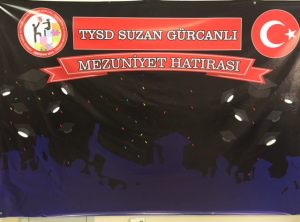 TYSD SUZAN GÜRCANLI
MEZUNİYET HATIRASI